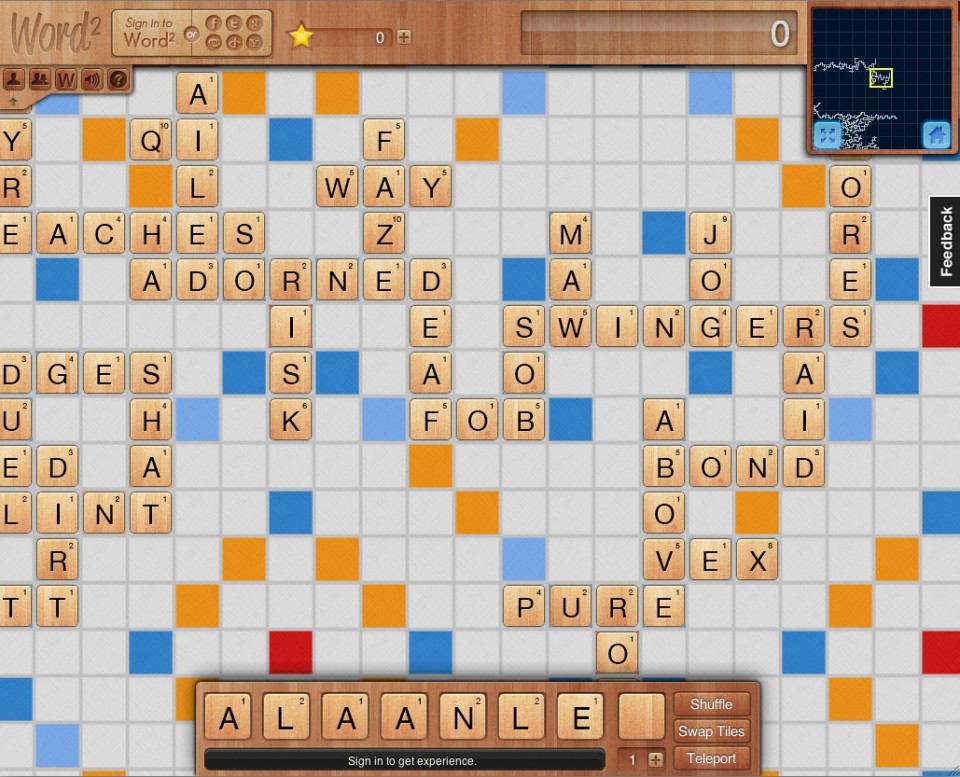 Word²
Sign In to
Word²
or
0 +
0
W ?
A
Y Q I F
R L W A Y O
E A C H E S Z M J R
A D O R N E D A O E
I E S W I N G E R S
D G E S S A O A
U H K F O B A I
E D A B O N D
L I N T O
R V E X
T T P U R E
O
Feedback
A L A A N L E
Sign in to get experience.
1 +
Shuffle
Swap Tiles
Teleport